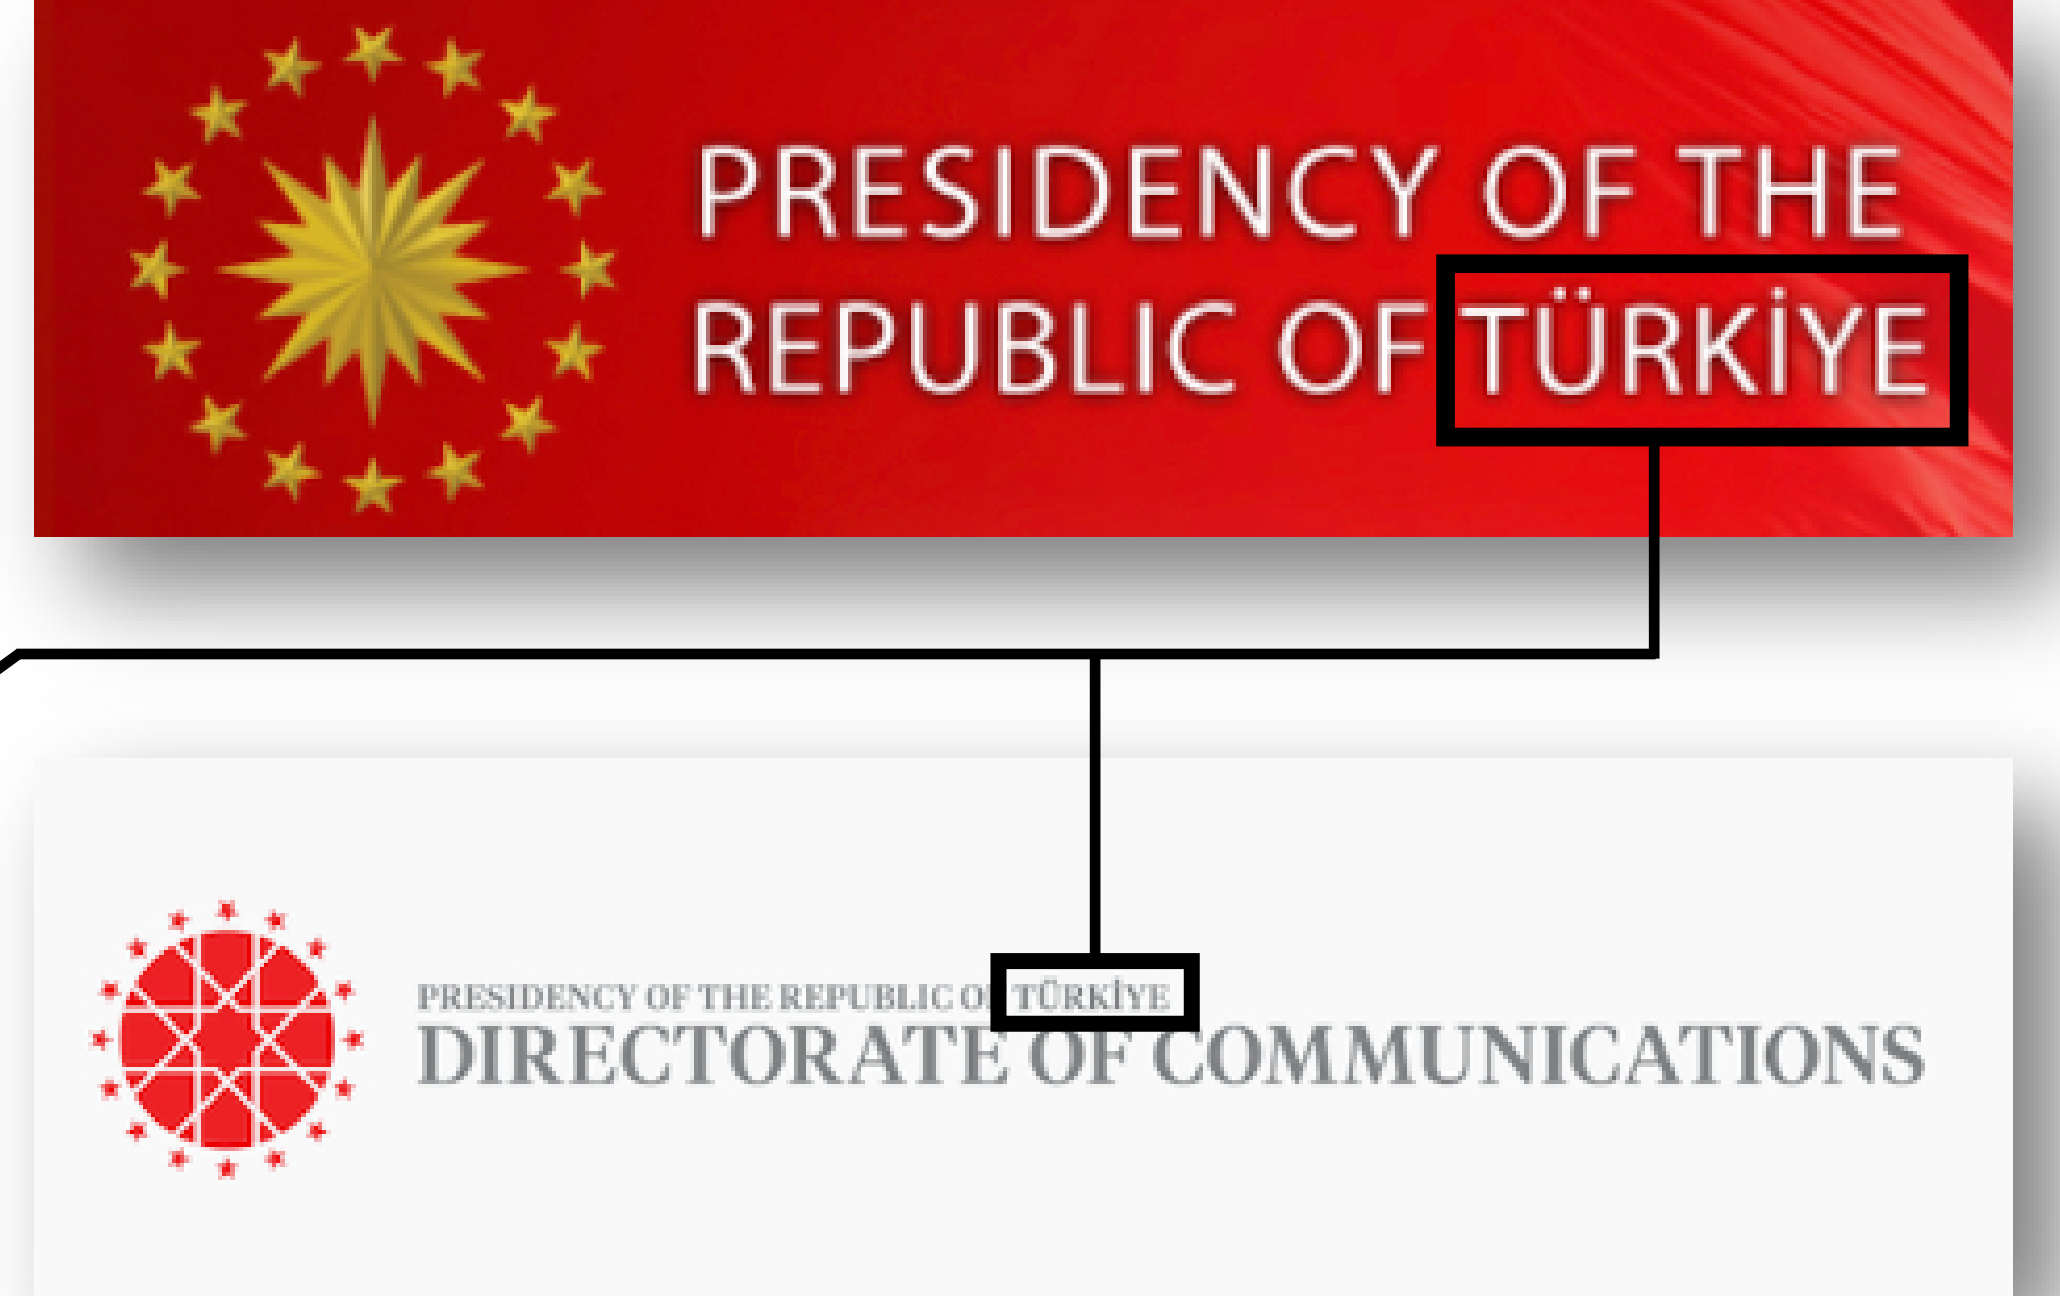 PRESIDENCY OF THE
REPUBLIC OF TÜRKİYE
PRESIDENCY OF THE REPUBLIC OF TÜRKİYE
DIRECTORATE OF COMMUNICATIONS